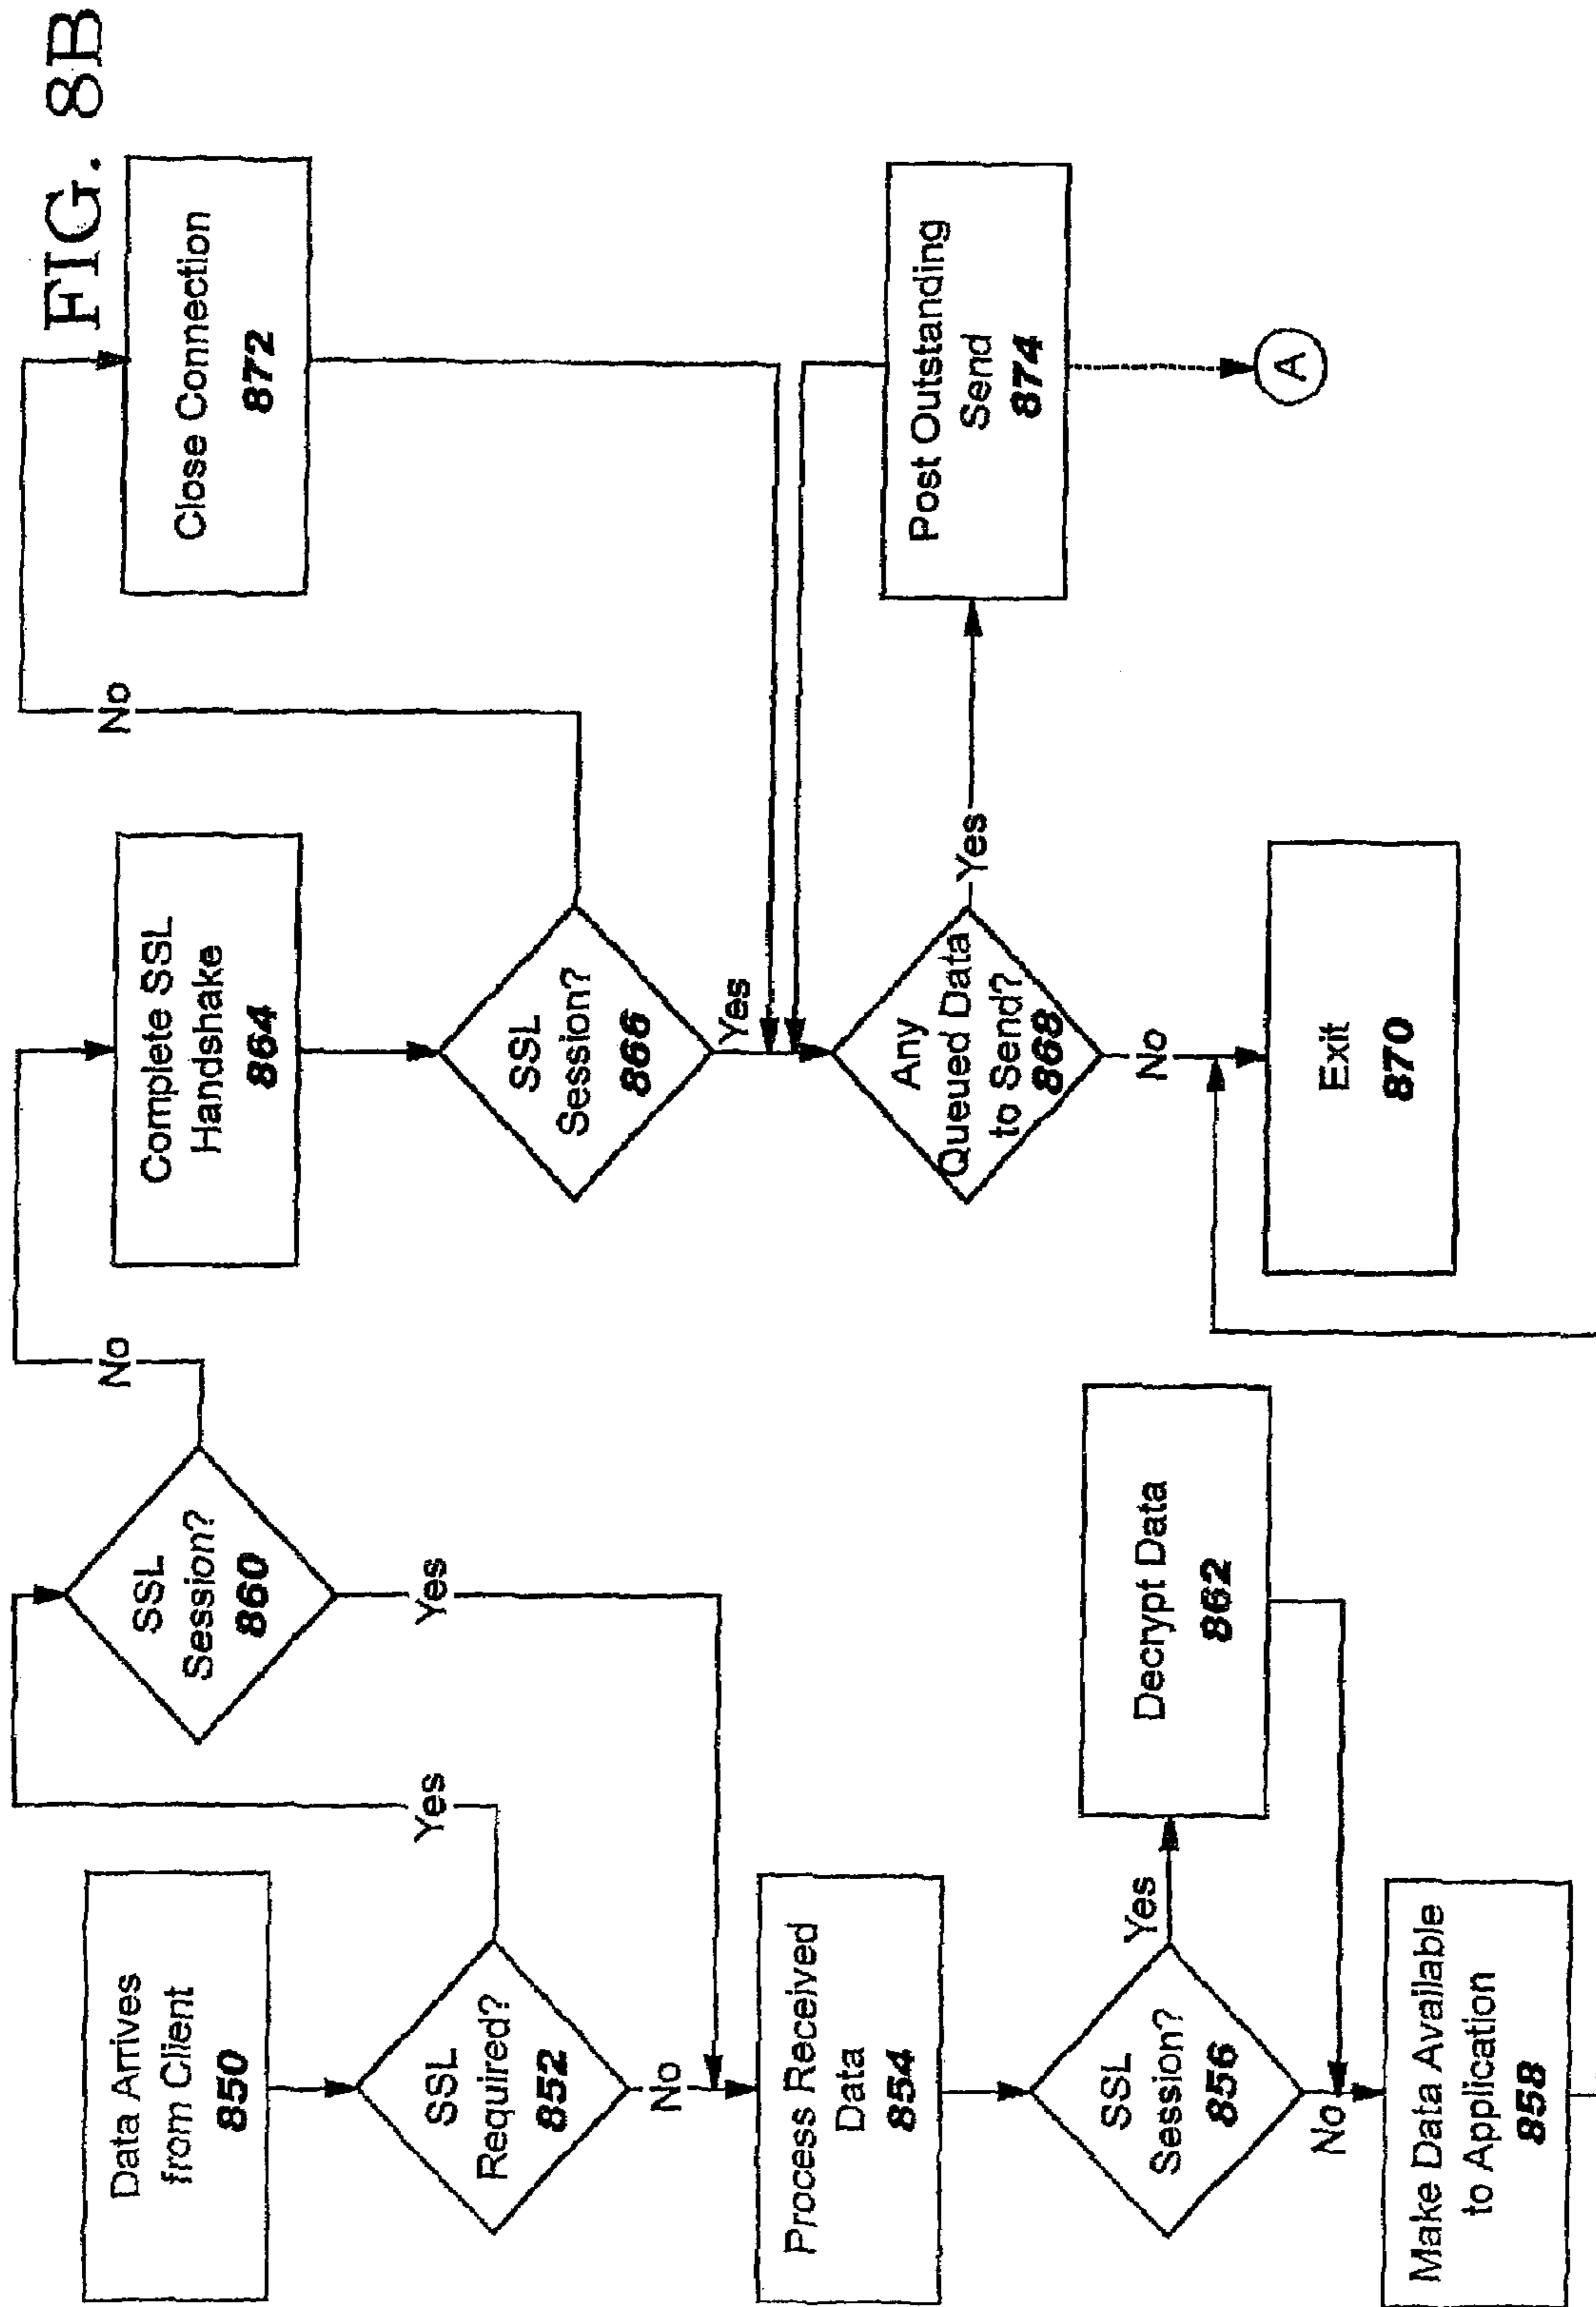 FIG. 8B
Data Arrives
from Client
850
SSL
Required?
852
Yes
No
Process Received
Data
854
SSL
Session?
856
Yes
No
Make Data Available
to Application
858
SSL
Session?
860
No
Yes
Decrypt Data
862
Complete SSL
Handshake
864
SSL
Session?
866
No
Yes
Any
Queued Data
to Send?
868
Yes
No
Exit
870
Close Connection
872
Post Outstanding
Send
874
A